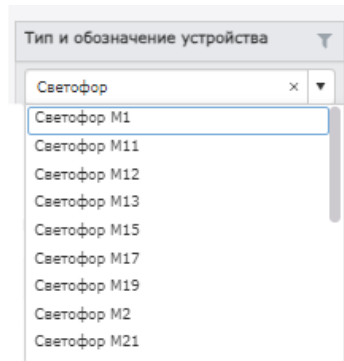 Тип и обозначение устройства
Светофор
Светофор М1
Светофор М11
Светофор М12
Светофор М13
Светофор М15
Светофор М17
Светофор М19
Светофор М2
Светофор М21